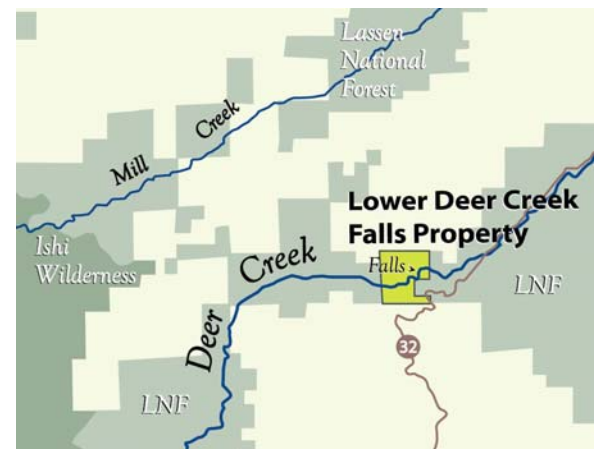 Lassen
National
Forest
Mill Creek
Lower Deer Creek
Falls Property
Ishi
Wilderness
Falls
Deer Creek
LNF
32
LNF